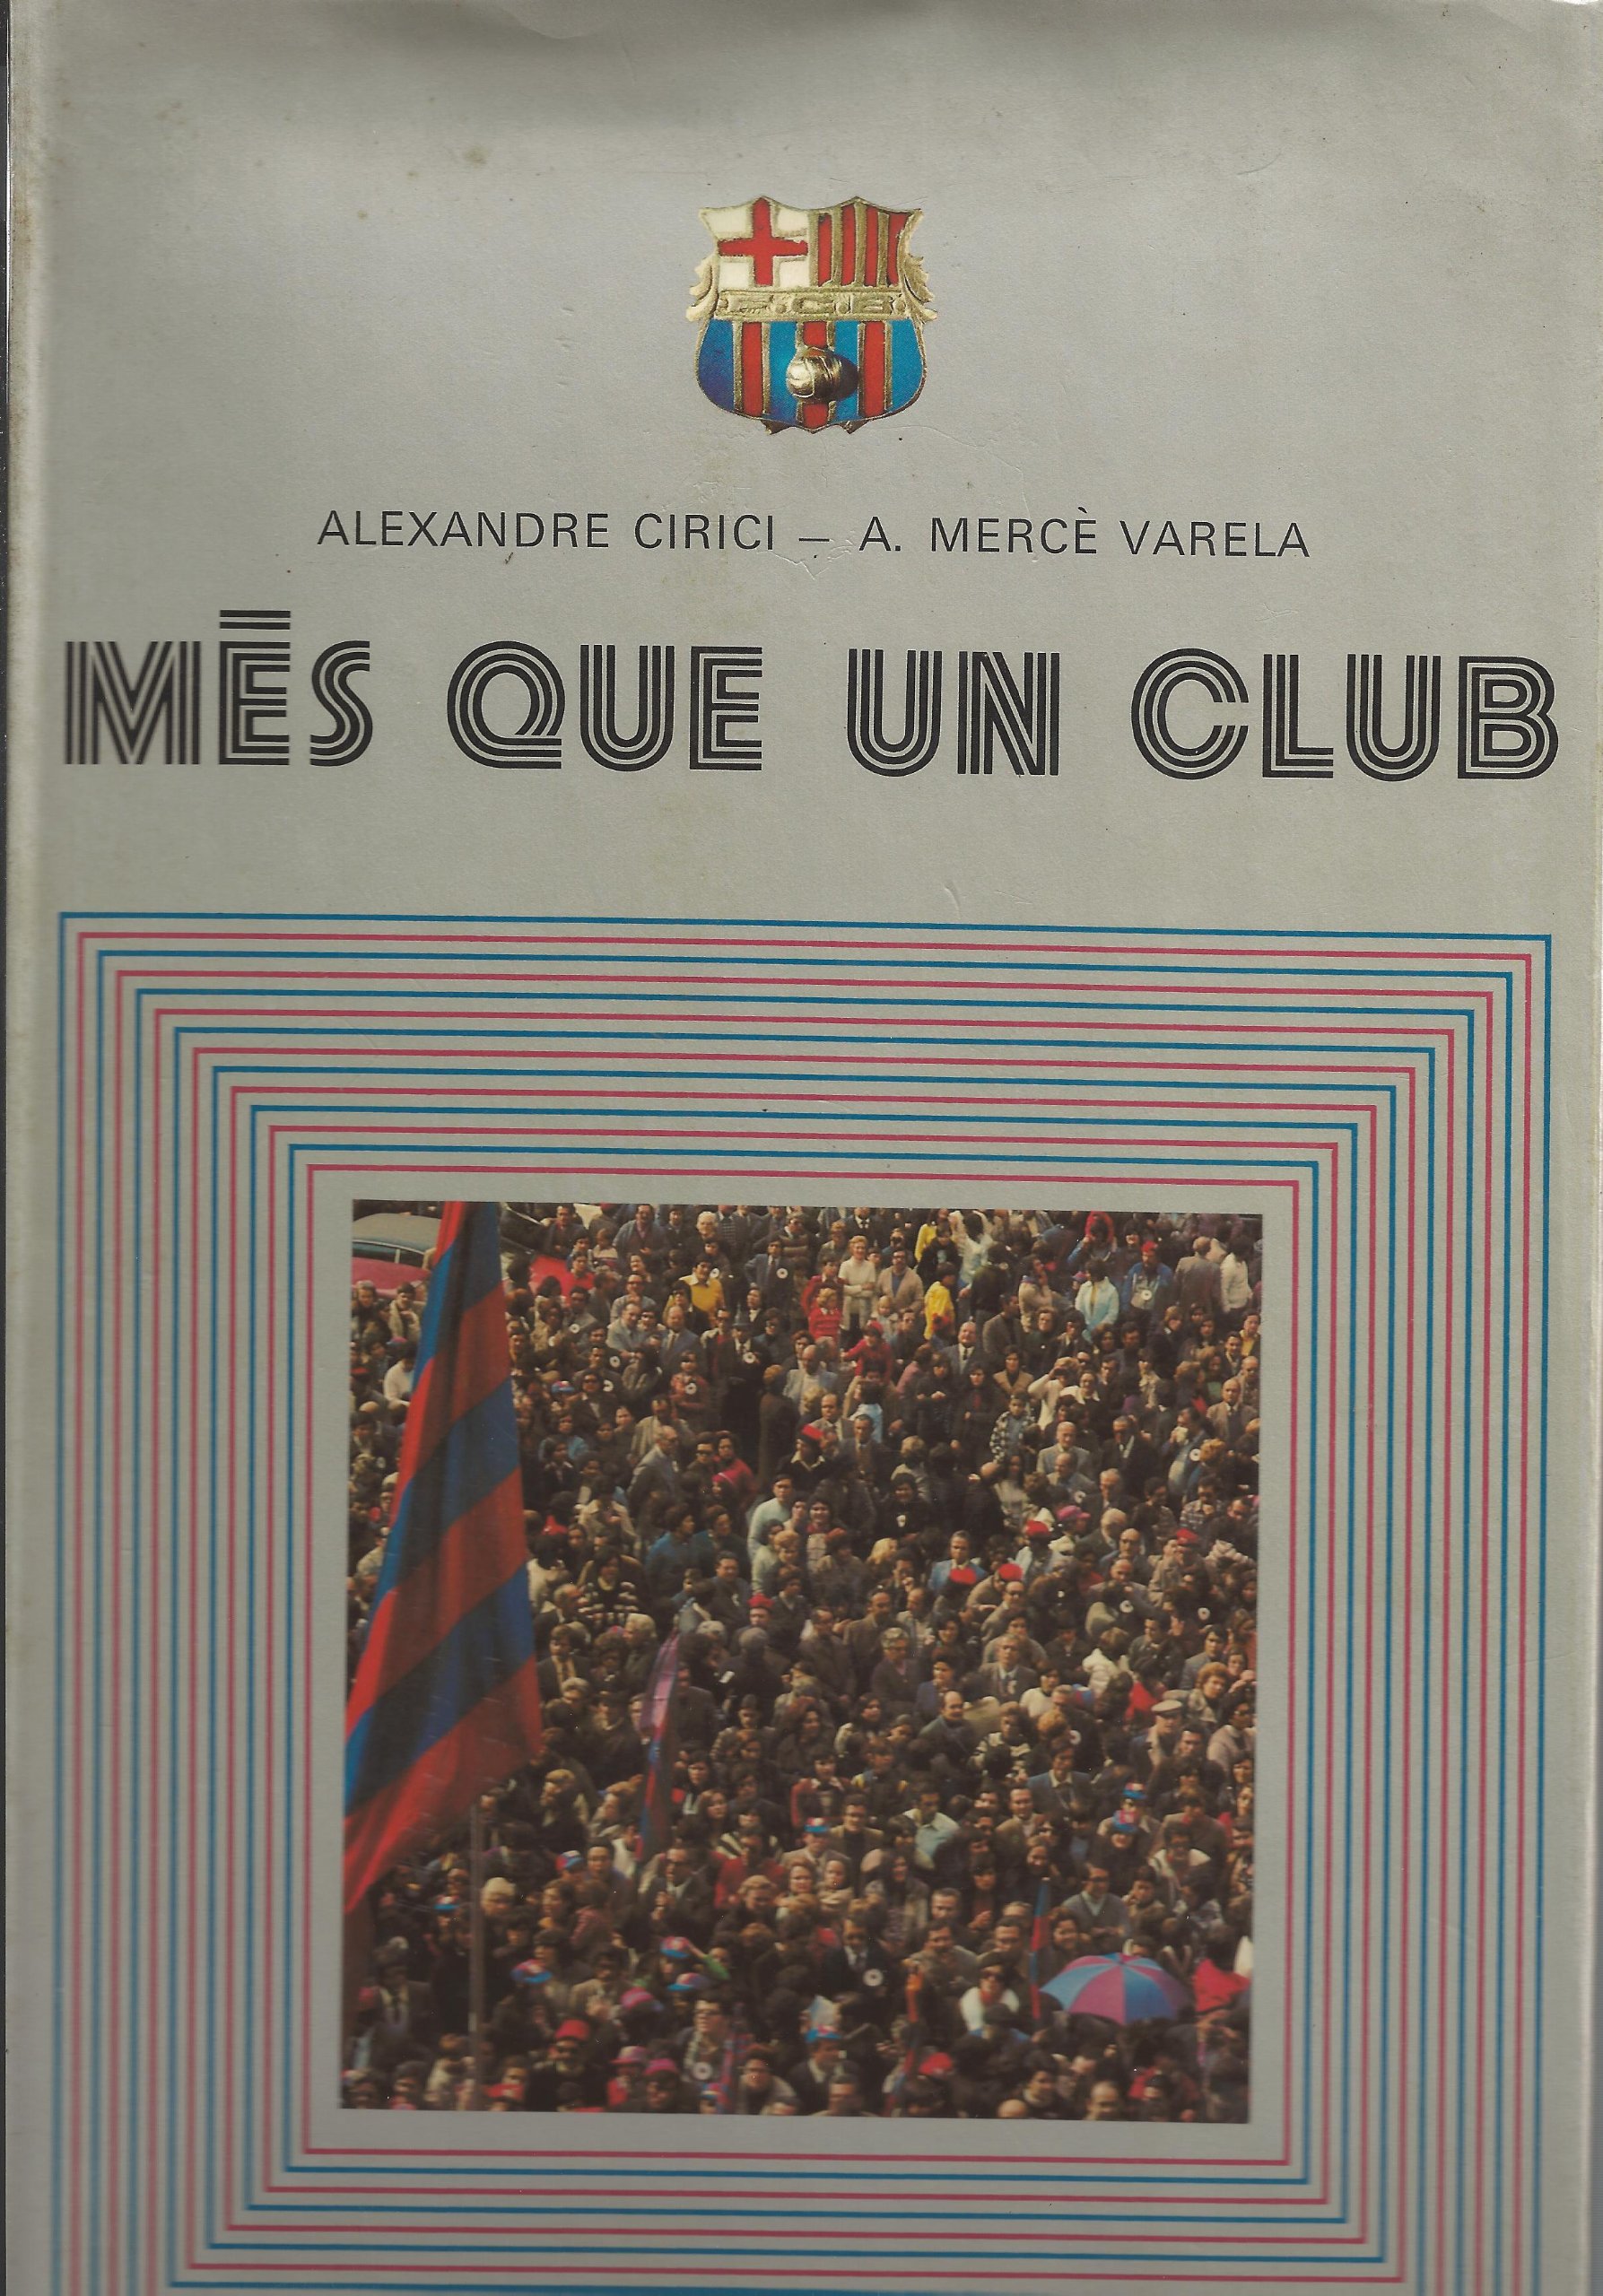 F.C.B.
ALEXANDRE CIRICI – A. MERCÈ VARELA
MÉS QUE UN CLUB